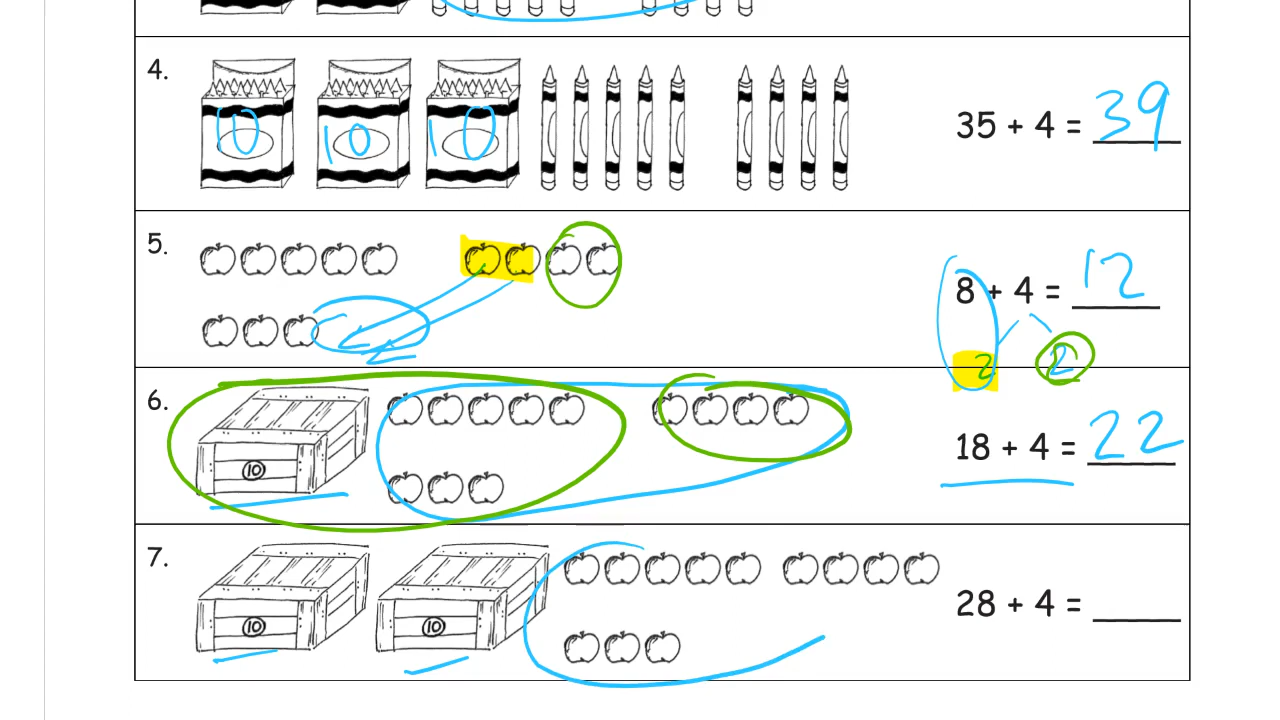 4.
10 10 10
35 + 4 = 39
5.
8 + 4 = 12
2 2
6.
10
18 + 4 = 22
7.
10 10
28 + 4 = ____